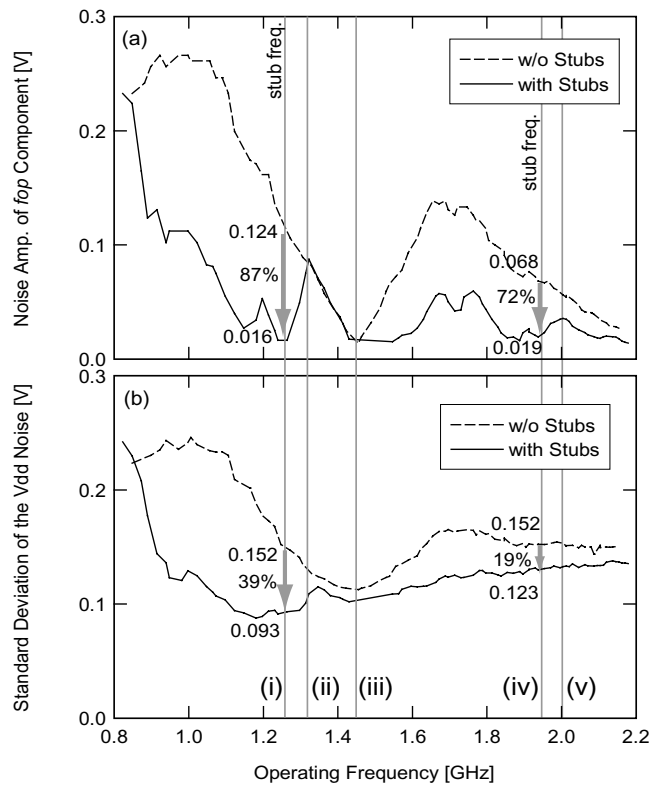 Noise Amp. of fop Component [V]
0.3
0.2
0.1
0.0
(a)
stub freq.
stub freq.
w/o Stubs
with Stubs
0.124
87%
0.016
0.068
72%
0.019
Standard Deviation of the Vdd Noise [V]
0.3
0.2
0.1
0.0
(b)
w/o Stubs
with Stubs
0.152
39%
0.093
0.152
19%
0.123
(i) (ii) (iii) (iv) (v)
0.8 1.0 1.2 1.4 1.6 1.8 2.0 2.2
Operating Frequency [GHz]